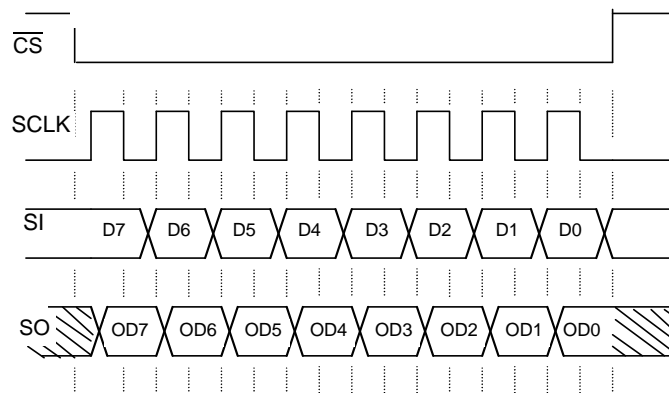 CS
SCLK
SI D7 D6 D5 D4 D3 D2 D1 D0
SO OD7 OD6 OD5 OD4 OD3 OD2 OD1 OD0